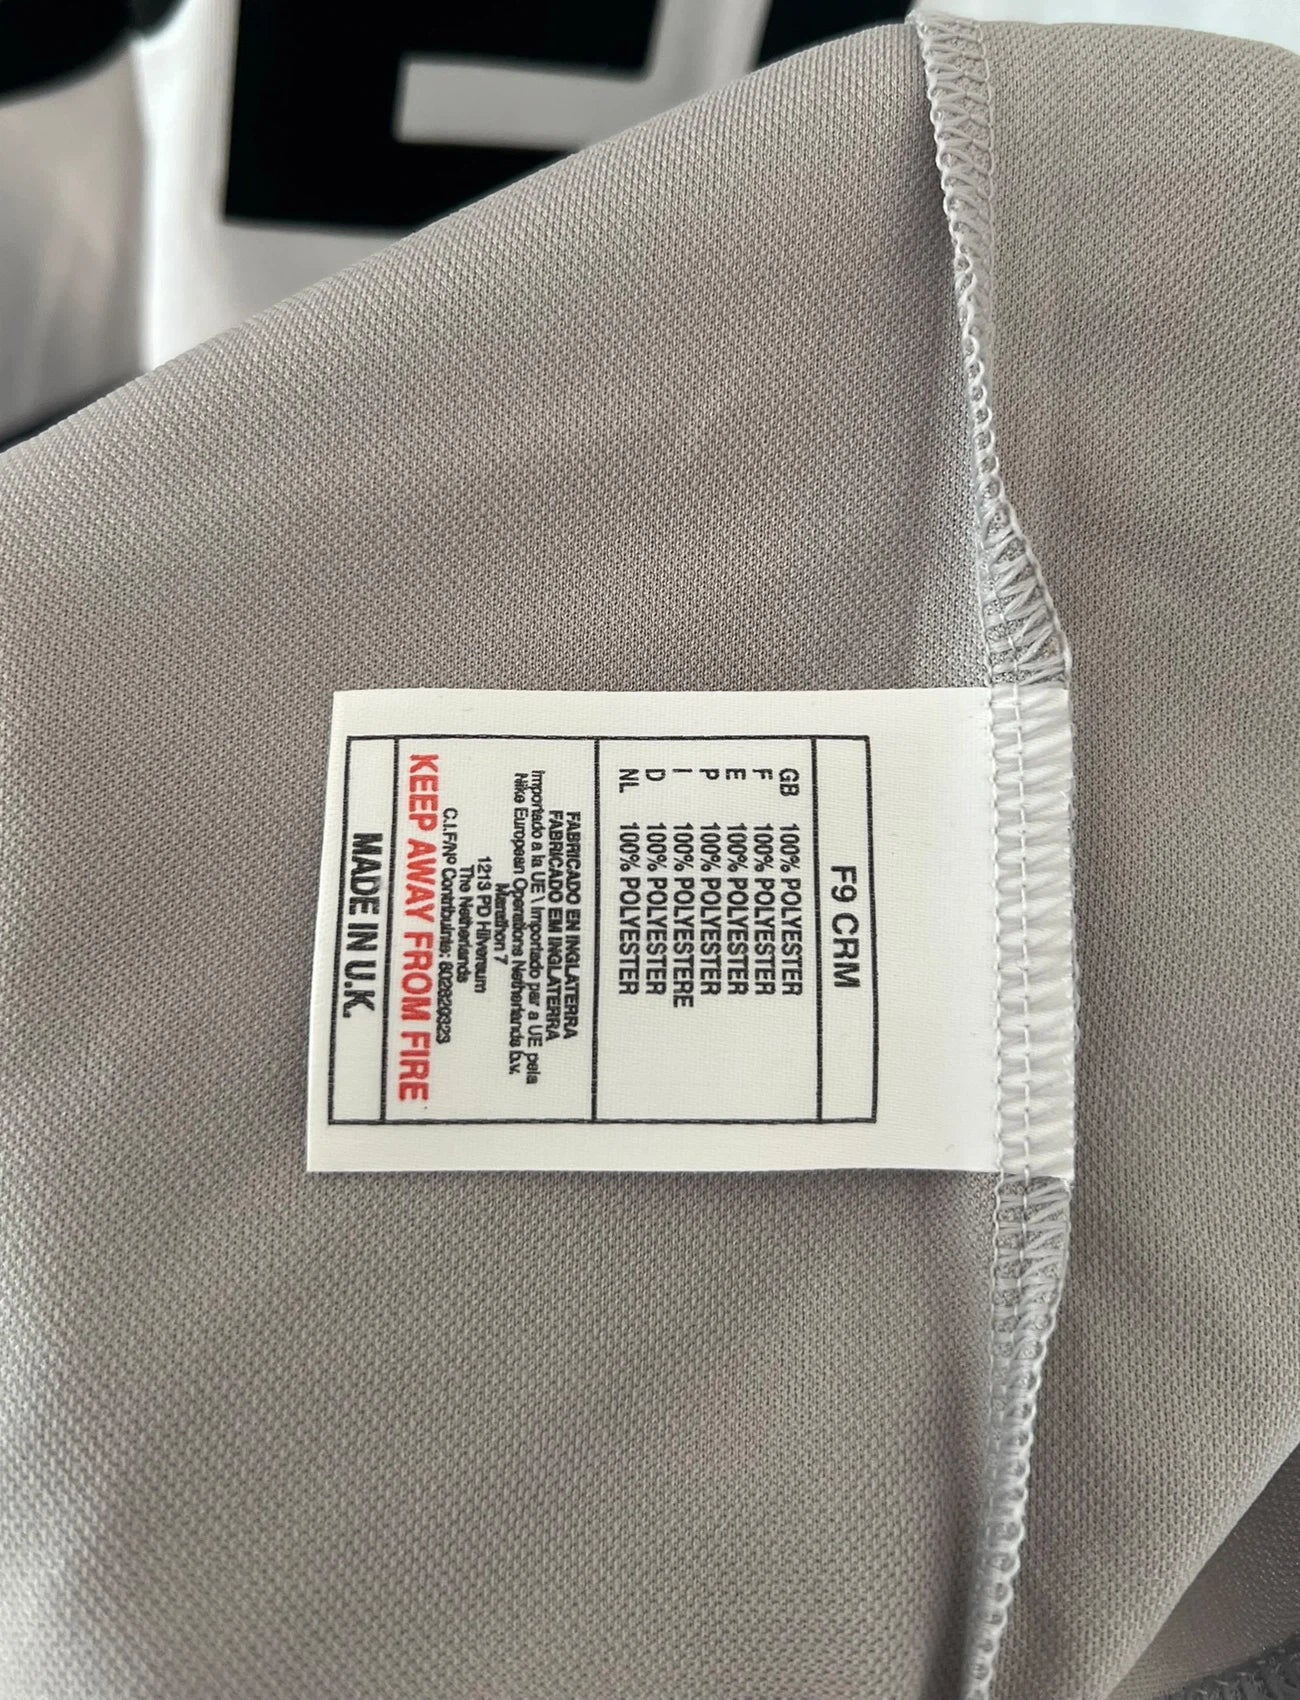 F9 CRM
GB 100% POLYESTER
F 100% POLYESTER
E 100% POLYESTER
P 100% POLYESTER
I 100% POLYESTERE
D 100% POLYESTER
NL 100% POLYESTER
FABRICADO EN INGLATERRA
FABRICADO EM INGLATERRA
Importado a la UE \ Importado par a UE pela
Nike European Operations Netherlands b.v.
Marathon 7
1213 PD Hilversum
The Netherlands
C.I.F/Nº Contribuinte: 602620323
KEEP AWAY FROM FIRE
MADE IN U.K.